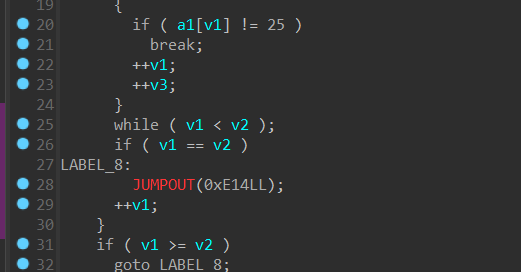 19 {
20 if ( a1[v1] != 25 )
21 break;
22 ++v1;
23 ++v3;
24 }
25 while ( v1 < v2 );
26 if ( v1 == v2 )
27 LABEL_8:
28 JUMPOUT(0xE14LL);
29 ++v1;
30 }
31 if ( v1 >= v2 )
32 goto LABEL_8;